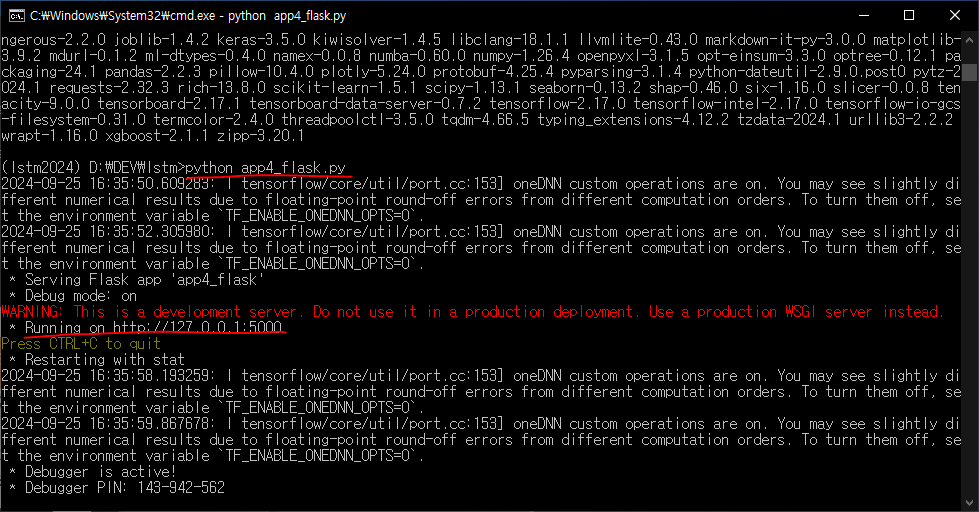 C:₩Windows₩System32₩cmd.exe - python  app4_flask.py
ngerous-2.2.0 joblib-1.4.2 keras-3.5.0 kiwisolver-1.4.5 libclang-18.1.1 llvmlite-0.43.0 markdown-it-py-3.0.0 matplotlib-
3.9.2 mdurl-0.1.2 ml-dtypes-0.4.0 namex-0.0.8 numba-0.60.0 numpy-1.26.4 openpyxl-3.1.5 opt-einsum-3.3.0 optree-0.12.1 pa
ckaging-24.1 pandas-2.2.3 pillow-10.4.0 plotly-5.24.0 protobuf-4.25.4 pyparsing-3.1.4 python-dateutil-2.9.0.post0 pytz-2
024.1 requests-2.32.3 rich-13.8.0 scikit-learn-1.5.1 scipy-1.13.1 seaborn-0.13.2 shap-0.46.0 six-1.16.0 slicer-0.0.8 ten
acity-9.0.0 tensorboard-2.17.1 tensorboard-data-server-0.7.2 tensorflow-2.17.0 tensorflow-intel-2.17.0 tensorflow-io-gcs
-filesystem-0.31.0 termcolor-2.4.0 threadpoolctl-3.5.0 tqdm-4.66.5 typing_extensions-4.12.2 tzdata-2024.1 urllib3-2.2.2
wrapt-1.16.0 xgboost-2.1.1 zipp-3.20.1
(lstm2024) D:₩DEV₩lstm>python app4_flask.py
2024-09-25 16:35:50.609283: I tensorflow/core/util/port.cc:153] oneDNN custom operations are on. You may see slightly di
fferent numerical results due to floating-point round-off errors from different computation orders. To turn them off, se
t the environment variable `TF_ENABLE_ONEDNN_OPTS=0`.
2024-09-25 16:35:52.305980: I tensorflow/core/util/port.cc:153] oneDNN custom operations are on. You may see slightly di
fferent numerical results due to floating-point round-off errors from different computation orders. To turn them off, se
t the environment variable `TF_ENABLE_ONEDNN_OPTS=0`.
 * Serving Flask app 'app4_flask'
 * Debug mode: on
WARNING: This is a development server. Do not use it in a production deployment. Use a production WSGI server instead.
 * Running on http://127.0.0.1:5000
Press CTRL+C to quit
 * Restarting with stat
2024-09-25 16:35:58.193259: I tensorflow/core/util/port.cc:153] oneDNN custom operations are on. You may see slightly di
fferent numerical results due to floating-point round-off errors from different computation orders. To turn them off, se
t the environment variable `TF_ENABLE_ONEDNN_OPTS=0`.
2024-09-25 16:35:59.867678: I tensorflow/core/util/port.cc:153] oneDNN custom operations are on. You may see slightly di
fferent numerical results due to floating-point round-off errors from different computation orders. To turn them off, se
t the environment variable `TF_ENABLE_ONEDNN_OPTS=0`.
 * Debugger is active!
 * Debugger PIN: 143-942-562